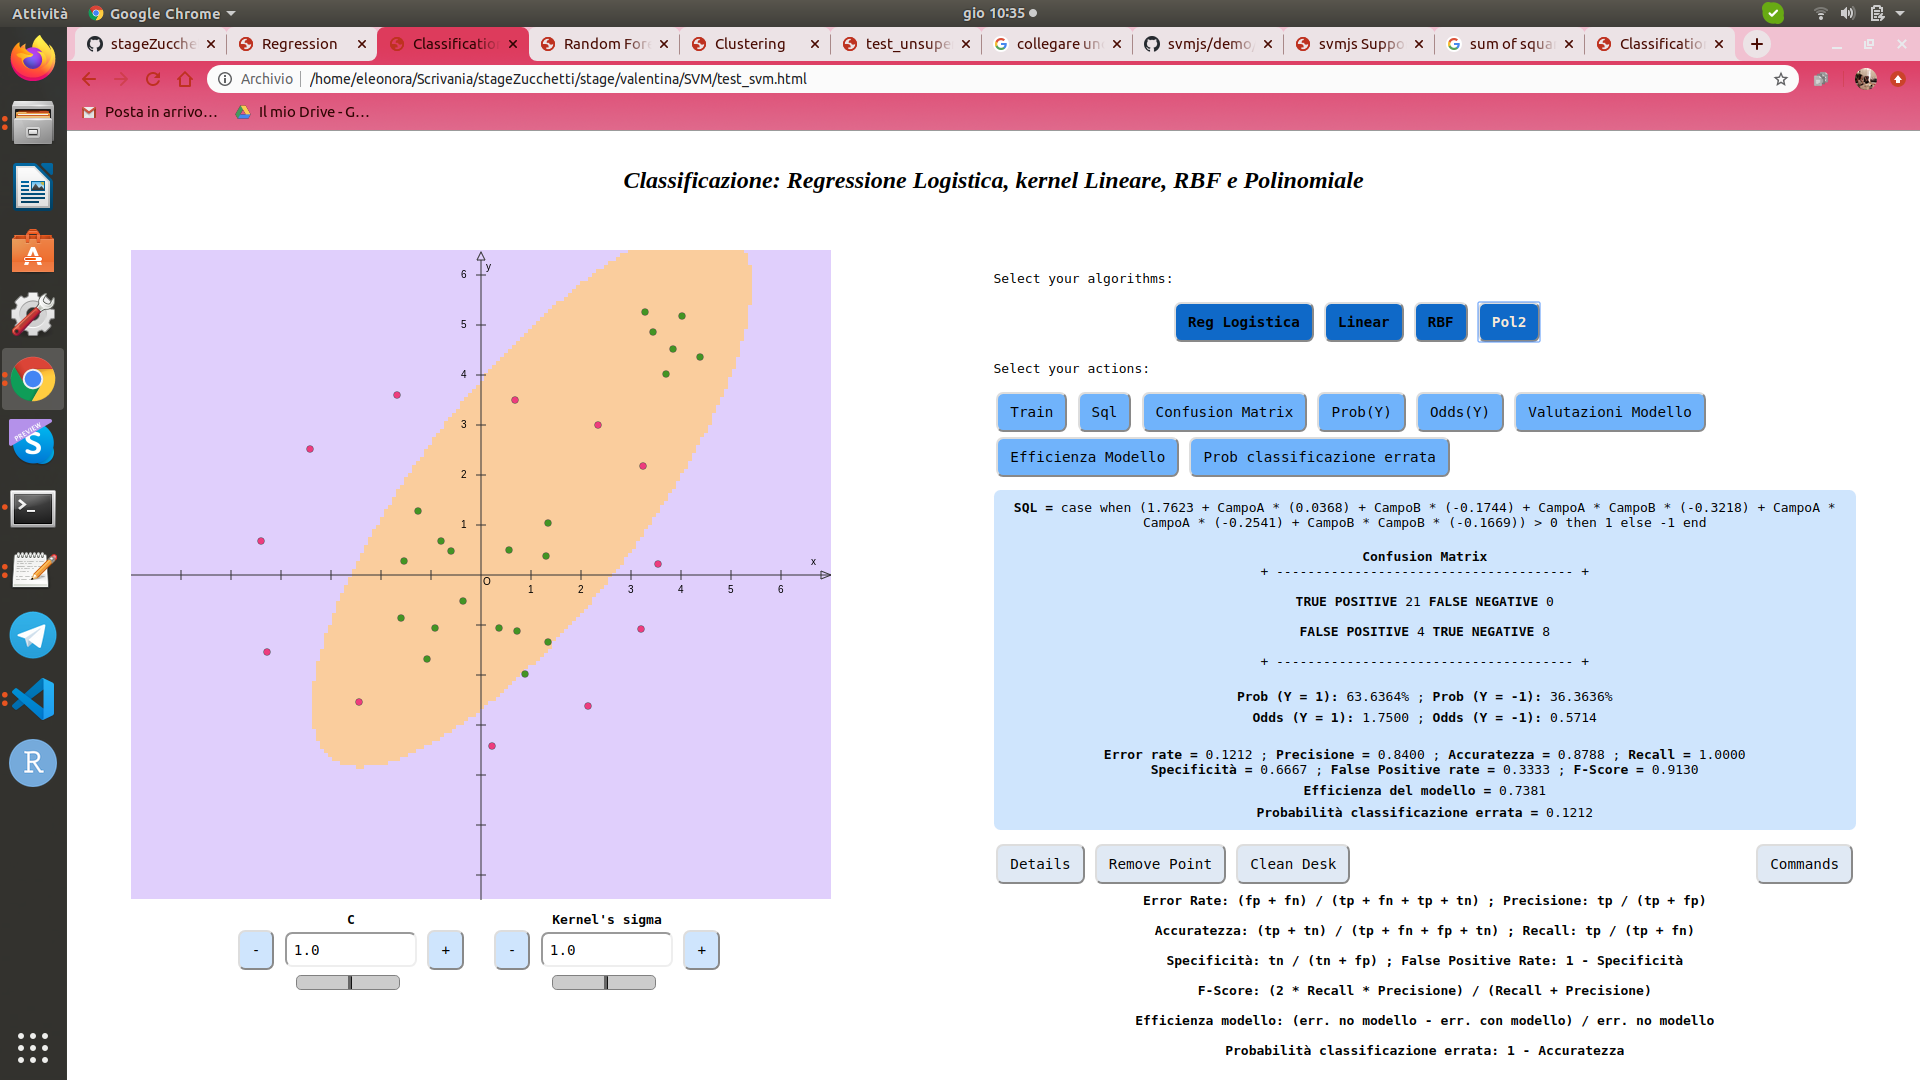 Attività Google Chrome gio 10:35
stageZucche Regression Classificatio Random For Clustering test_unsupe collegare un svmjs/demo, svmjs Suppo sum of squa Classificatio
Archivio /home/eleonora/Scrivania/stageZucchetti/stage/valentina/SVM/test_svm.html
Posta in arrivo… Il mio Drive - G…
PREVIEW
S
R
Classificazione: Regressione Logistica, kernel Lineare, RBF e Polinomiale
y
6
5
4
3
2
1
x
O
1 2 3 4 5 6
C Kernel's sigma
- 1.0 + - 1.0 +
Select your algorithms:
Reg Logistica Linear RBF Pol2
Select your actions:
Train Sql Confusion Matrix Prob(Y) Odds(Y) Valutazioni Modello
Efficienza Modello Prob classificazione errata
SQL = case when (1.7623 + CampoA * (0.0368) + CampoB * (-0.1744) + CampoA * CampoB * (-0.3218) + CampoA *
CampoA * (-0.2541) + CampoB * CampoB * (-0.1669)) > 0 then 1 else -1 end
Confusion Matrix
+ -------------------------------------- +
TRUE POSITIVE 21 FALSE NEGATIVE 0
FALSE POSITIVE 4 TRUE NEGATIVE 8
+ -------------------------------------- +
Prob (Y = 1): 63.6364% ; Prob (Y = -1): 36.3636%
Odds (Y = 1): 1.7500 ; Odds (Y = -1): 0.5714
Error rate = 0.1212 ; Precisione = 0.8400 ; Accuratezza = 0.8788 ; Recall = 1.0000
Specificità = 0.6667 ; False Positive rate = 0.3333 ; F-Score = 0.9130
Efficienza del modello = 0.7381
Probabilità classificazione errata = 0.1212
Details Remove Point Clean Desk Commands
Error Rate: (fp + fn) / (tp + fn + tp + tn) ; Precisione: tp / (tp + fp)
Accuratezza: (tp + tn) / (tp + fn + fp + tn) ; Recall: tp / (tp + fn)
Specificità: tn / (tn + fp) ; False Positive Rate: 1 - Specificità
F-Score: (2 * Recall * Precisione) / (Recall + Precisione)
Efficienza modello: (err. no modello - err. con modello) / err. no modello
Probabilità classificazione errata: 1 - Accuratezza